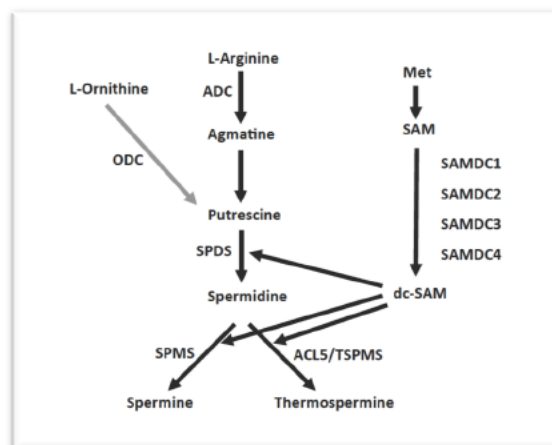 L-Arginine
Met
L-Ornithine
ADC
Agmatine
SAM
ODC
SAMDC1
SAMDC2
SAMDC3
SAMDC4
Putrescine
SPDS
Spermidine
dc-SAM
SPMS
ACL5/TSPMS
Spermine
Thermospermine